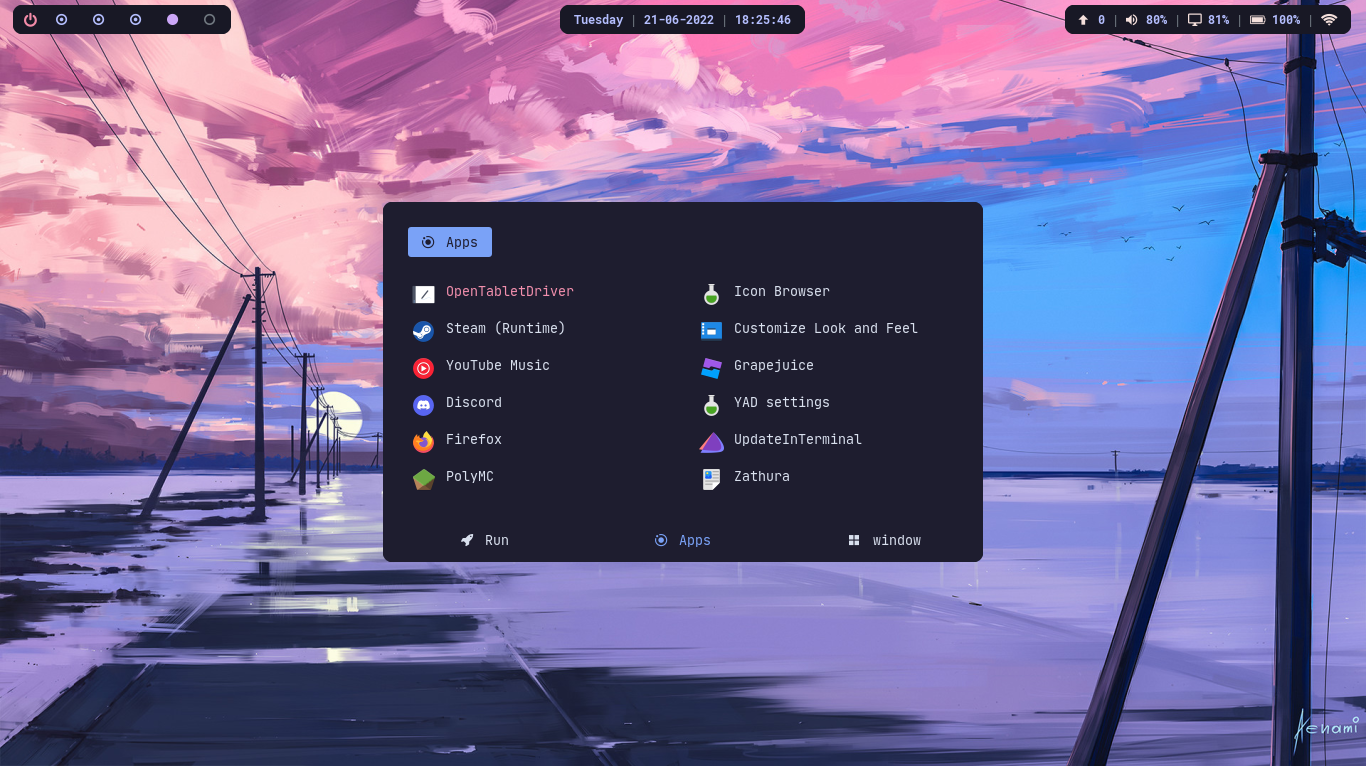 Tuesday | 21-06-2022 | 18:25:46
0 | 80% | 81% | 100% |
Apps
OpenTabletDriver
Steam (Runtime)
YouTube Music
Discord
Firefox
PolyMC
Icon Browser
Customize Look and Feel
Grapejuice
YAD settings
UpdateInTerminal
Zathura
Run
Apps
window
Aenami